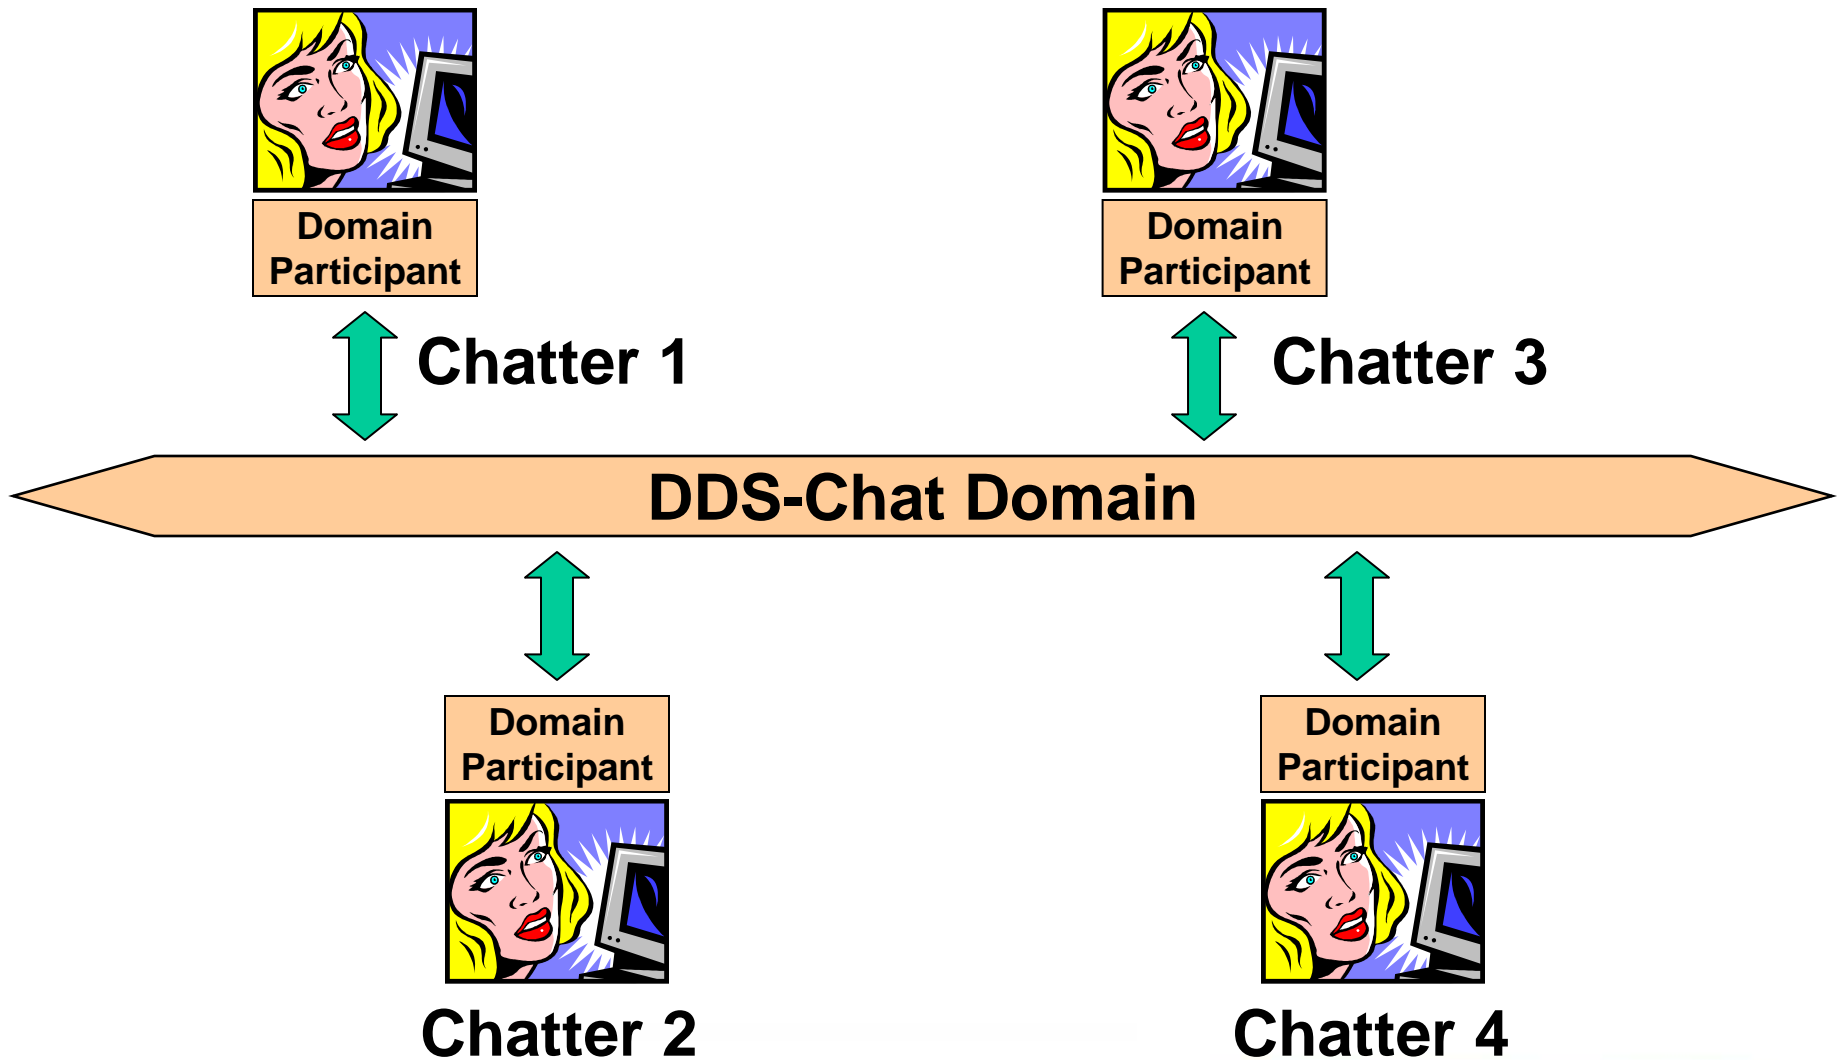 Domain
Participant
Domain
Participant
Chatter 1
Chatter 3
DDS-Chat Domain
Domain
Participant
Domain
Participant
Chatter 2
Chatter 4